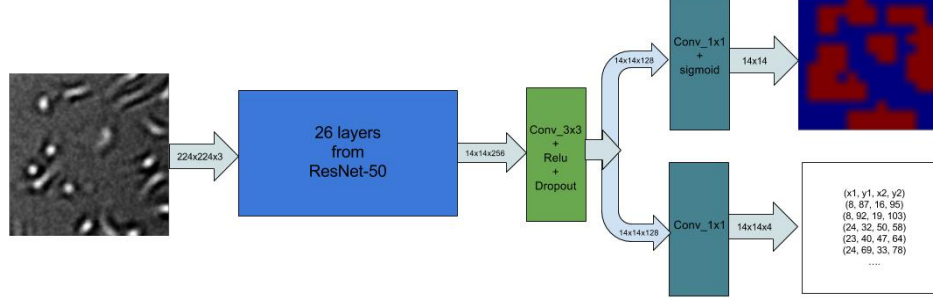 224x224x3
26 layers
from
ResNet-50
14x14x256
Conv_3x3
+
Relu
+
Dropout
14x14x128
Conv_1x1
+
sigmoid
14x14
14x14x128
Conv_1x1
14x14x4
(x1, y1, x2, y2)
(8, 87, 16, 95)
(8, 92, 19, 103)
(24, 32, 50, 58)
(23, 40, 47, 64)
(24, 69, 33, 78)
....